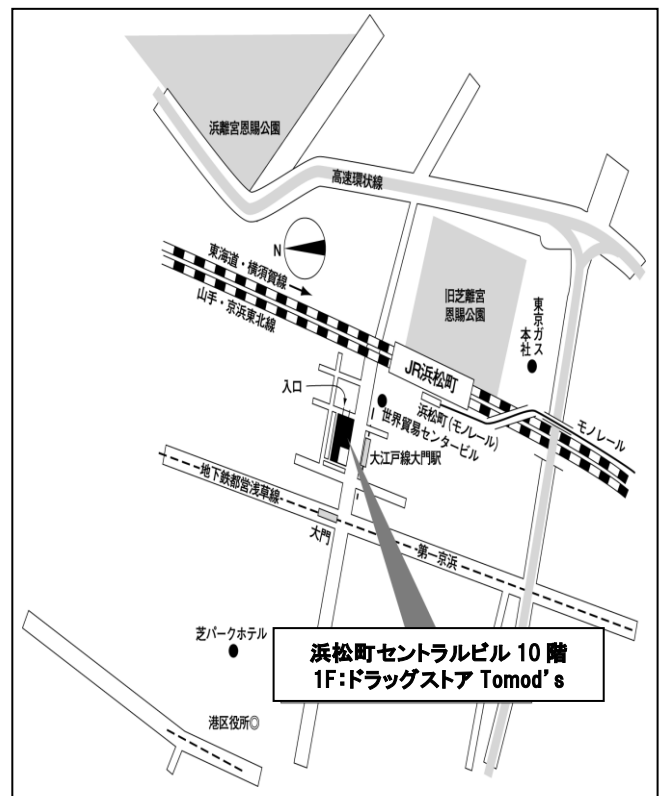 浜離宮恩賜公園
高速環状線
N
東海道・横須賀線
山手・京浜東北線
旧芝離宮
恩賜公園
東京ガス
本社
JR浜松町
入口
浜松町(モノレール)
世界貿易センタービル
モノレール
大江戸線大門駅
地下鉄都営浅草線
大門
第一京浜
芝パークホテル
浜松町セントラルビル 10 階
1F:ドラッグストア Tomod's
港区役所